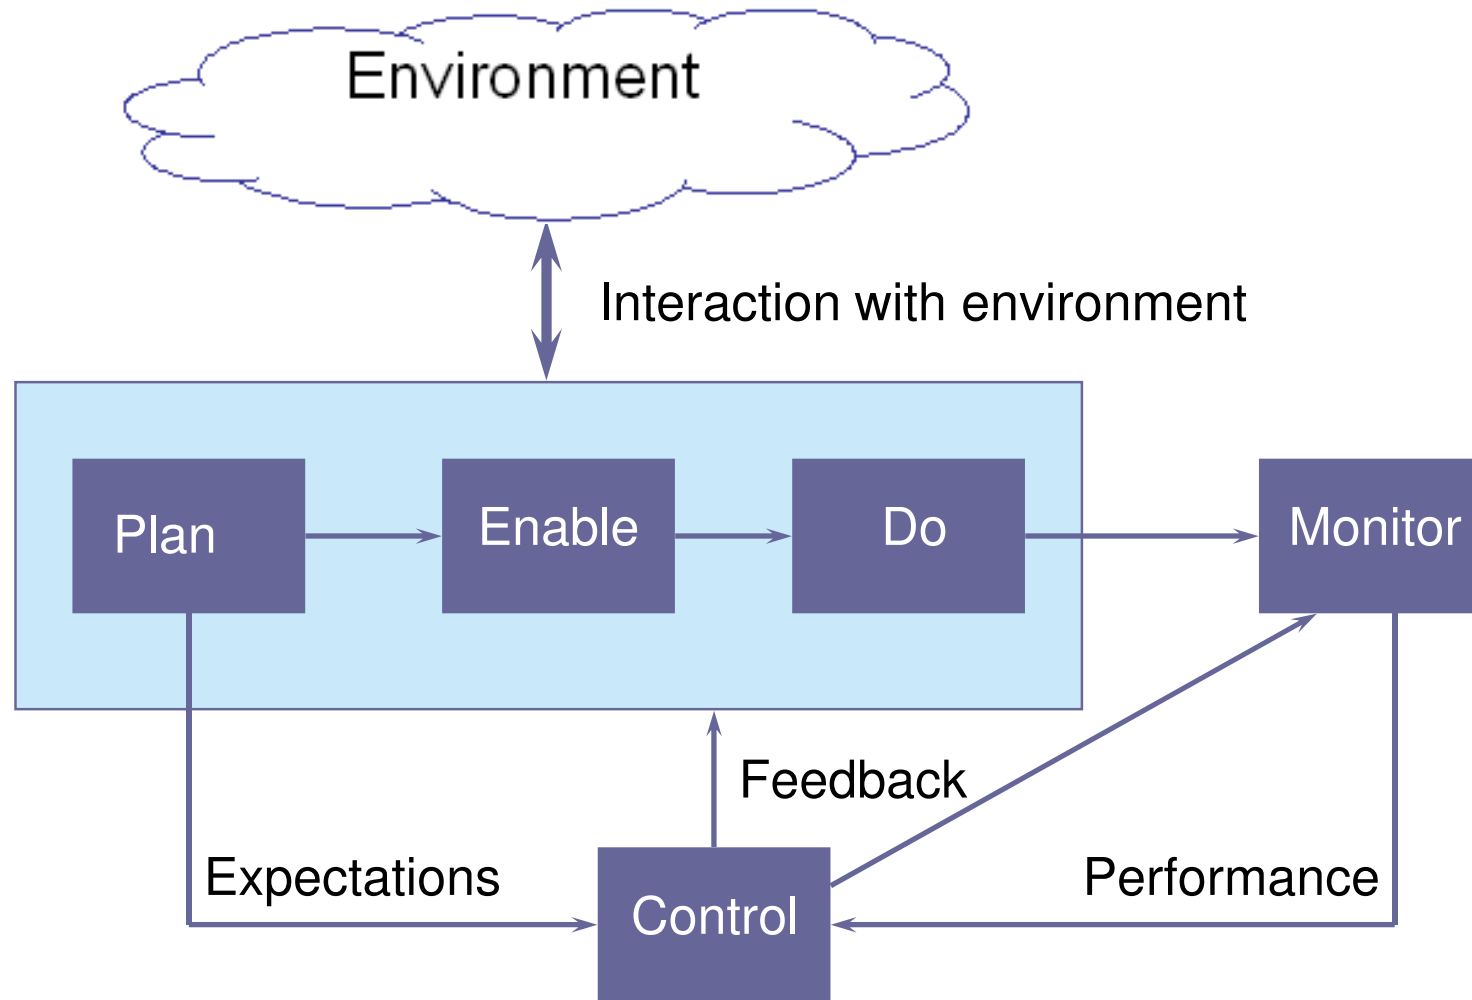 Environment
Interaction with environment
Plan
Enable
Do
Monitor
Feedback
Expectations
Performance
Control